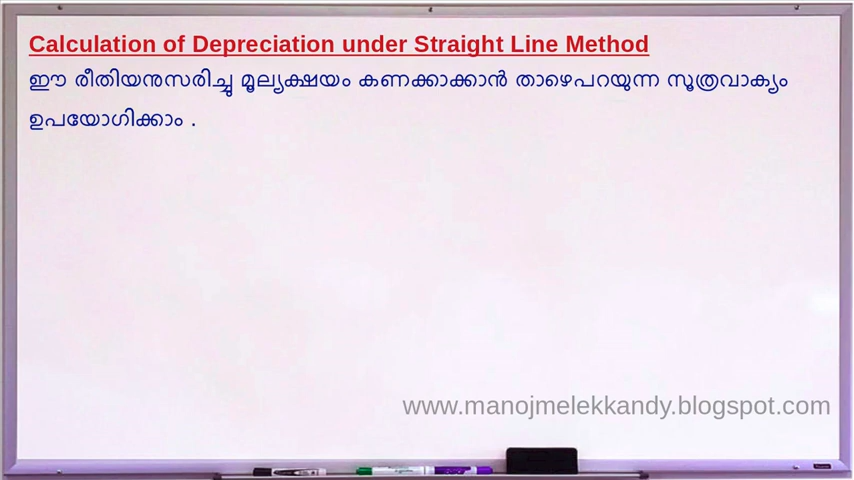 Calculation of Depreciation under Straight Line Method
ഈ രീതിയനുസരിച്ചു മൂല്യക്ഷയം കണക്കാക്കാൻ താഴെപറയുന്ന സൂത്രവാക്യം
ഉപയോഗിക്കാം .
www.manojmelekkandy.blogspot.com